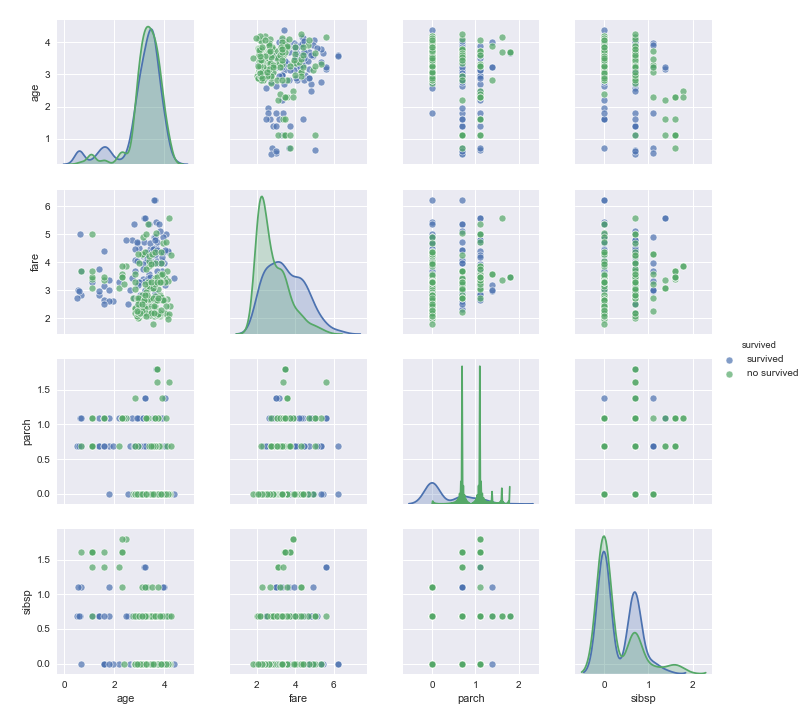 4
3
2
1
age
6
5
4
3
2
fare
survived
survived
no survived
1.5
1.0
0.5
0.0
parch
1.5
1.0
0.5
0.0
sibsp
0 2 4
2 4 6
0 1 2
0 1 2
age
fare
parch
sibsp